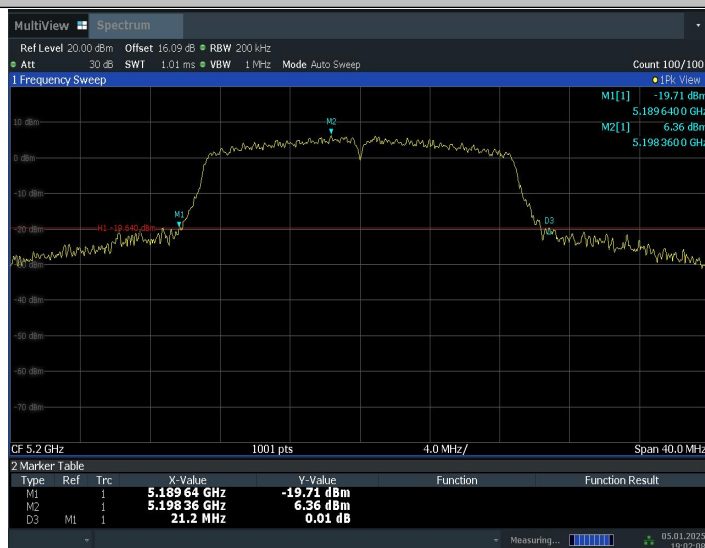 MultiView Spectrum
Ref Level 20.00 dBm Offset 16.09 dB RBW 200 kHz
Att 30 dB SWT 1.01 ms VBW 1 MHz Mode Auto Sweep Count 100/100
1 Frequency Sweep 1Pk View
M1[1] -19.71 dBm
5.189 640 0 GHz
M2[1] 6.36 dBm
5.198 360 0 GHz
M2
10 dBm
0 dBm
-10 dBm
M1
D3
-20 dBm H1 -19.640 dBm
-30 dBm
-40 dBm
-50 dBm
-60 dBm
-70 dBm
CF 5.2 GHz 1001 pts 4.0 MHz/ Span 40.0 MHz
2 Marker Table
Type Ref Trc X-Value Y-Value Function Function Result
M1 1 5.189 64 GHz -19.71 dBm
M2 1 5.198 36 GHz 6.36 dBm
D3 M1 1 21.2 MHz 0.01 dB
Measuring... 05.01.2025
19:02:09